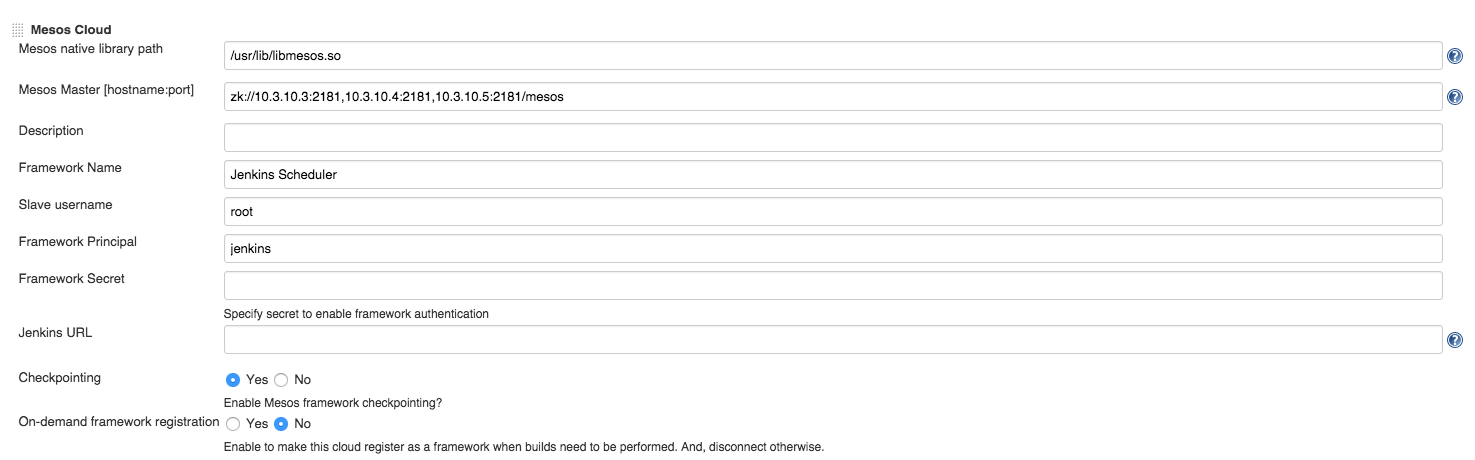 Mesos Cloud
Mesos native library path
/usr/lib/libmesos.so
Mesos Master [hostname:port]
zk://10.3.10.3:2181,10.3.10.4:2181,10.3.10.5:2181/mesos
Description
Framework Name
Jenkins Scheduler
Slave username
root
Framework Principal
jenkins
Framework Secret
Specify secret to enable framework authentication
Jenkins URL
Checkpointing
Yes No
Enable Mesos framework checkpointing?
On-demand framework registration
Yes No
Enable to make this cloud register as a framework when builds need to be performed. And, disconnect otherwise.